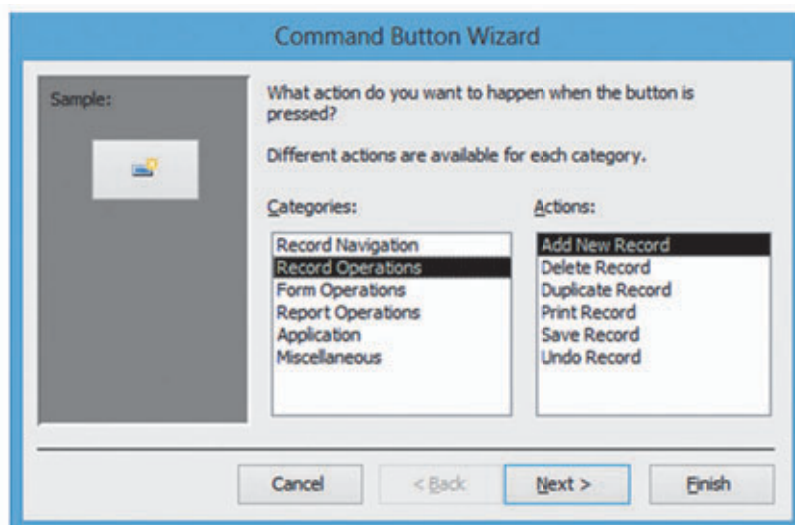 Command Button Wizard
Sample:
What action do you want to happen when the button is
pressed?
Different actions are available for each category.
Categories:
Record Navigation
Record Operations
Form Operations
Report Operations
Application
Miscellaneous
Actions:
Add New Record
Delete Record
Duplicate Record
Print Record
Save Record
Undo Record
Cancel
< Back
Next >
Finish